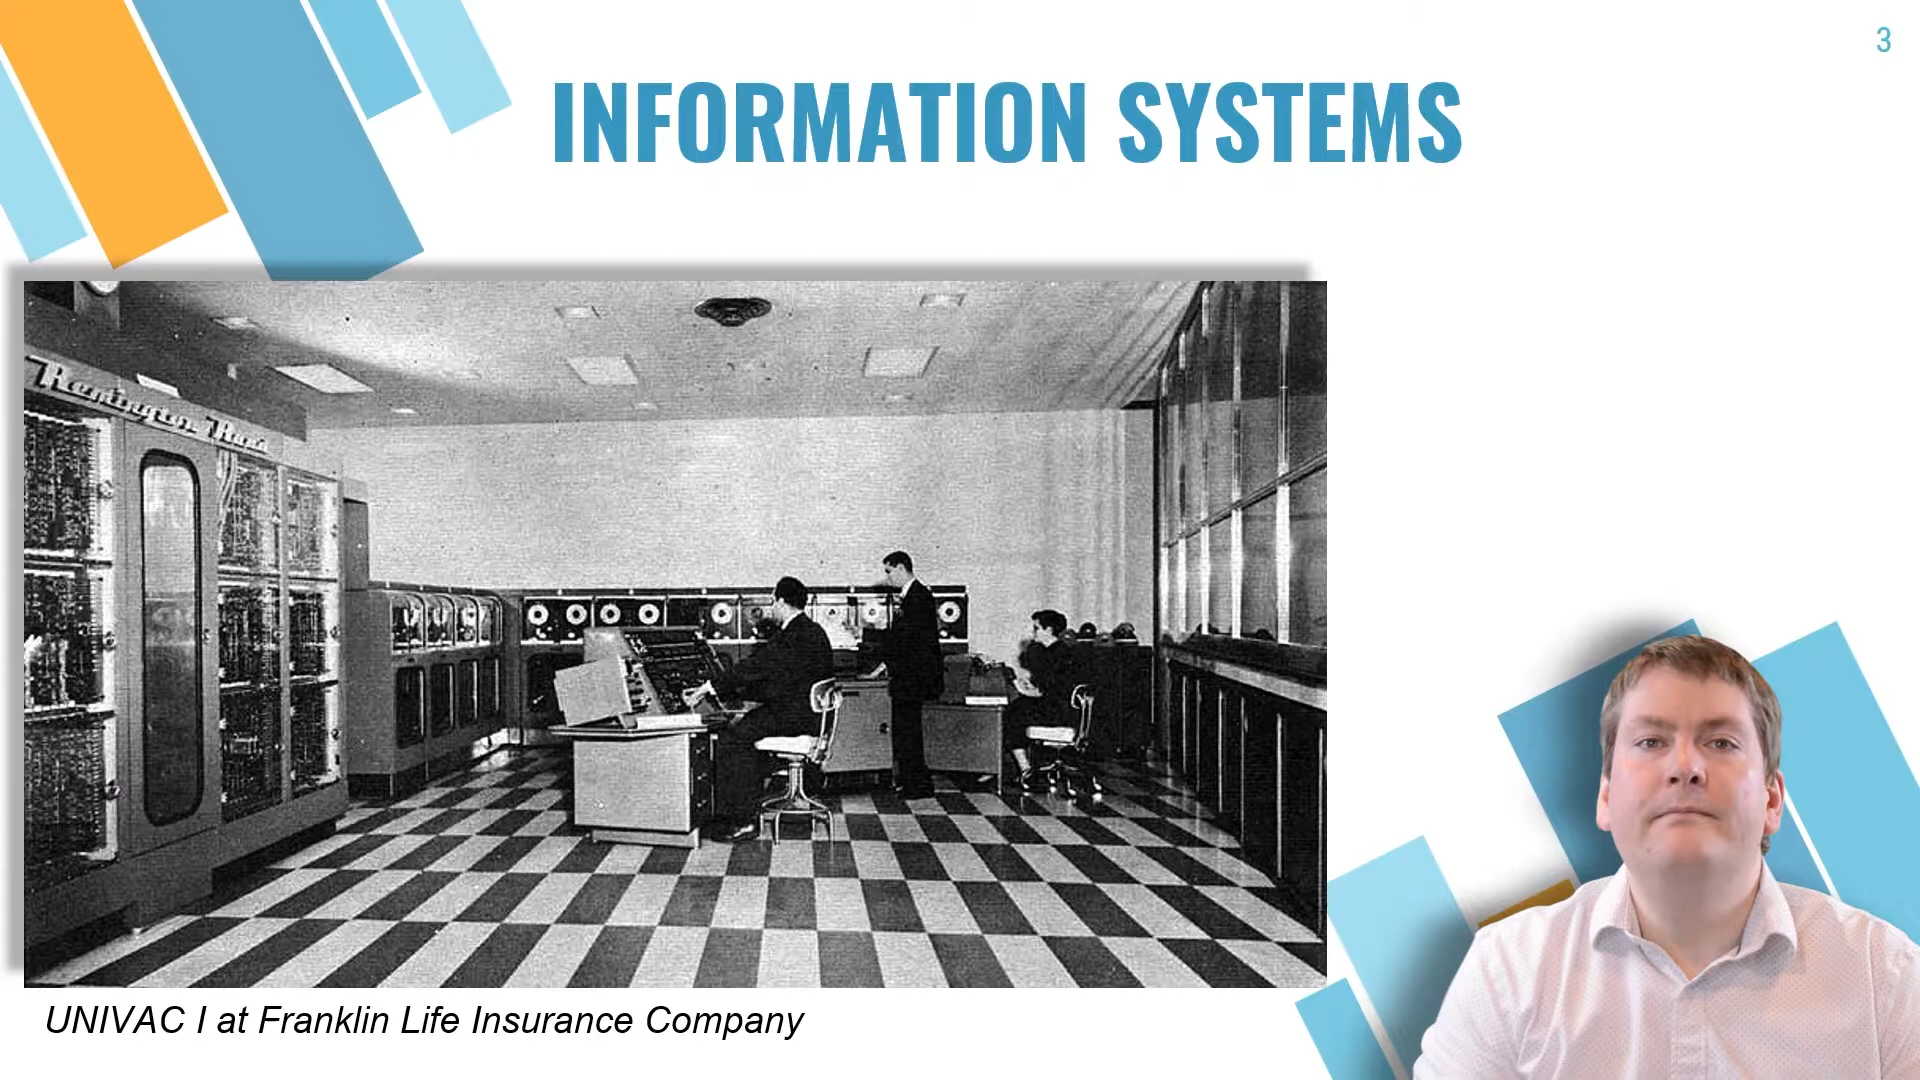 3
INFORMATION SYSTEMS
Remington Rand
UNIVAC I at Franklin Life Insurance Company